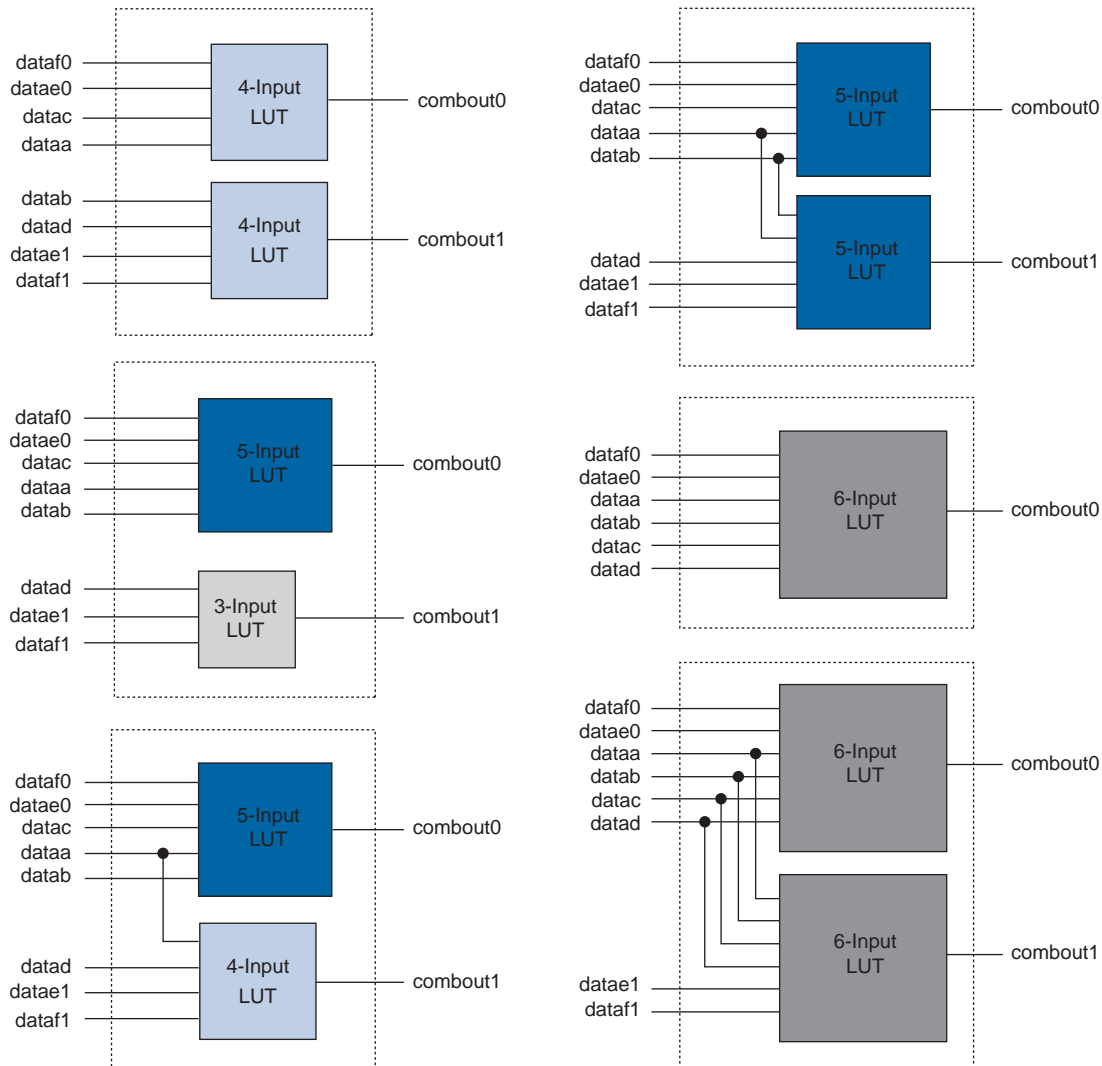 dataf0
datae0
datac
dataa
4-Input
LUT
combout0
datab
datad
datae1
dataf1
4-Input
LUT
combout1
dataf0
datae0
datac
dataa
datab
5-Input
LUT
combout0
datad
datae1
dataf1
3-Input
LUT
combout1
dataf0
datae0
datac
dataa
datab
5-Input
LUT
combout0
datad
datae1
dataf1
4-Input
LUT
combout1
dataf0
datae0
datac
dataa
datab
5-Input
LUT
combout0
datad
datae1
dataf1
5-Input
LUT
combout1
dataf0
datae0
dataa
datab
datac
datad
6-Input
LUT
combout0
dataf0
datae0
dataa
datab
datac
datad
6-Input
LUT
combout0
datae1
dataf1
6-Input
LUT
combout1